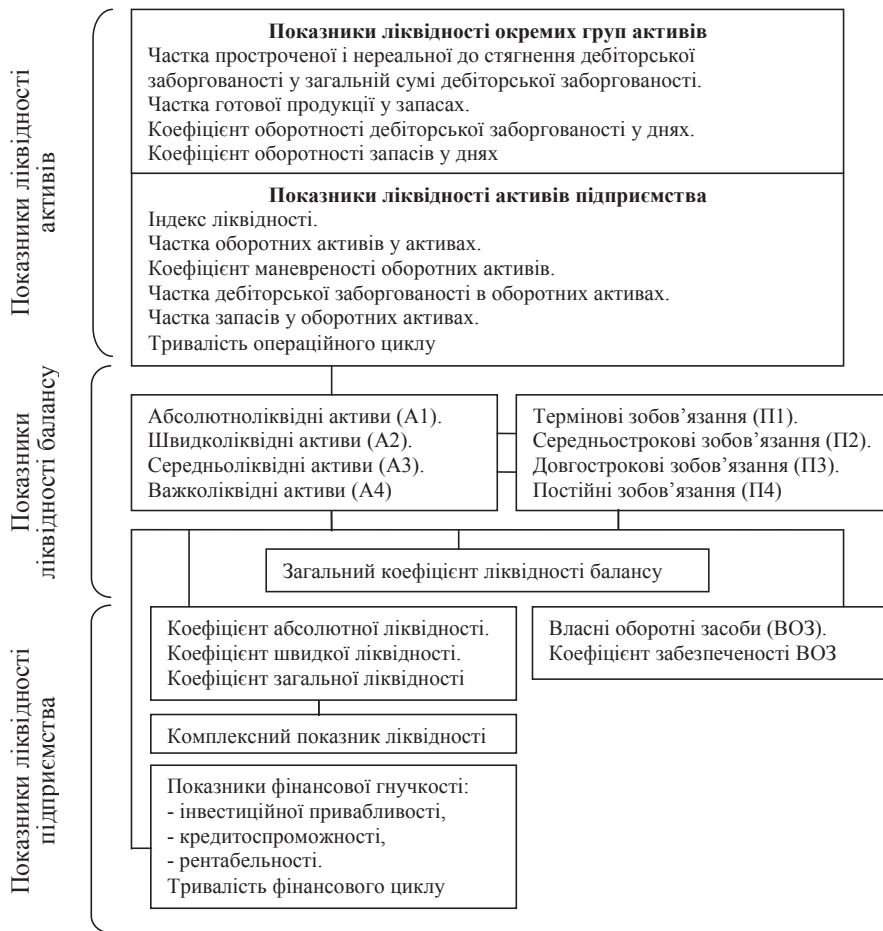 Показники ліквідності
активів
Показники ліквідності окремих груп активів
Частка простроченої і нереальної до стягнення дебіторської
заборгованості у загальній сумі дебіторської заборгованості.
Частка готової продукції у запасах.
Коефіцієнт оборотності дебіторської заборгованості у днях.
Коефіцієнт оборотності запасів у днях
Показники ліквідності активів підприємства
Індекс ліквідності.
Частка оборотних активів у активах.
Коефіцієнт маневреності оборотних активів.
Частка дебіторської заборгованості в оборотних активах.
Частка запасів у оборотних активах.
Тривалість операційного циклу
Показники
ліквідності балансу
Абсолютноліквідні активи (А1).
Швидколіквідні активи (А2).
Середньоліквідні активи (А3).
Важколіквідні активи (А4)
Термінові зобов’язання (П1).
Середньострокові зобов’язання (П2).
Довгострокові зобов’язання (П3).
Постійні зобов’язання (П4)
Загальний коефіцієнт ліквідності балансу
Показники ліквідності
підприємства
Коефіцієнт абсолютної ліквідності.
Коефіцієнт швидкої ліквідності.
Коефіцієнт загальної ліквідності
Власні оборотні засоби (ВОЗ).
Коефіцієнт забезпеченості ВОЗ
Комплексний показник ліквідності
Показники фінансової гнучкості:
- інвестиційної привабливості,
- кредитоспроможності,
- рентабельності.
Тривалість фінансового циклу